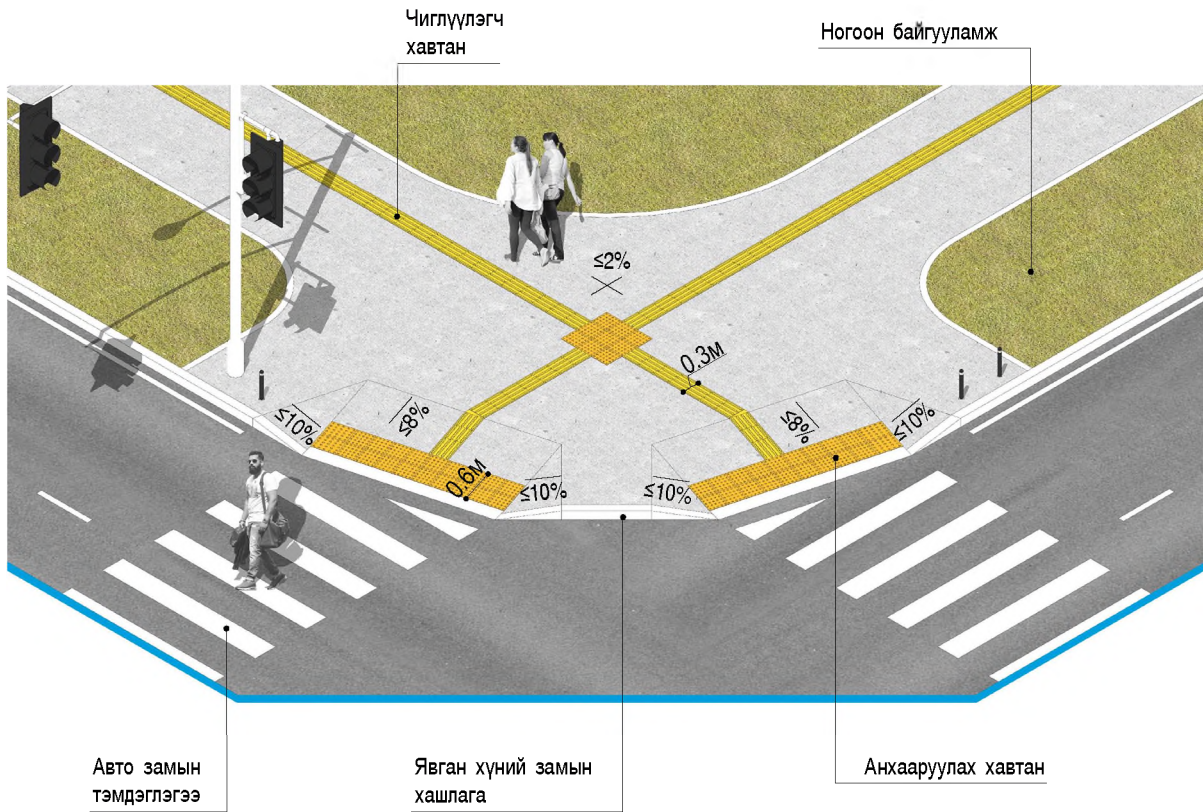 Чиглүүлэгч
хавтан
Ногоон байгууламж
≤2%
0.3м
≤10%
≤8%
≤8%
≤10%
0.6м
≤10%
≤10%
Авто замын
тэмдэглэгээ
Явган хүний замын
хашлага
Анхааруулах хавтан